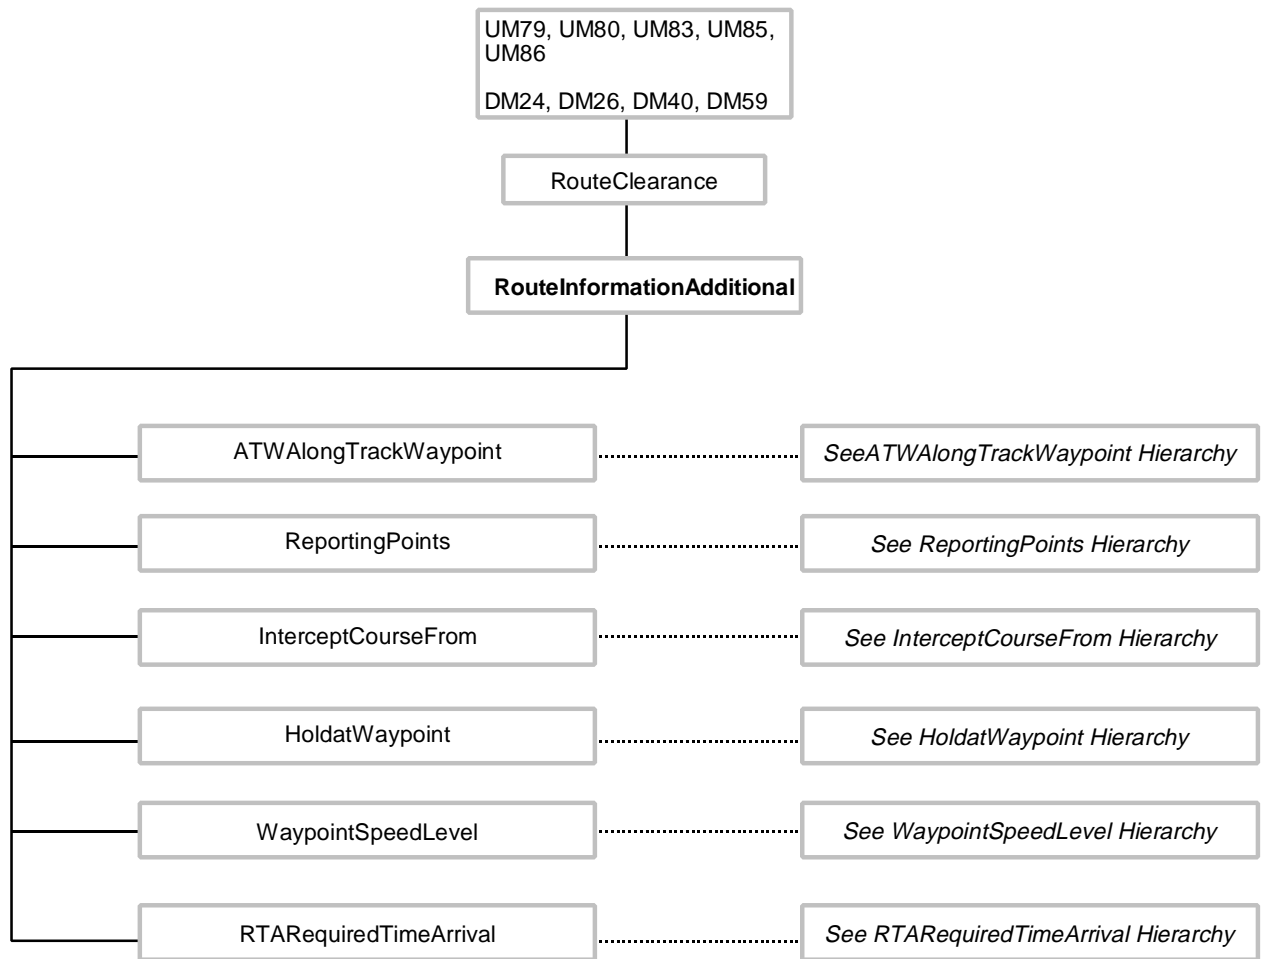 UM79, UM80, UM83, UM85,
UM86
DM24, DM26, DM40, DM59
RouteClearance
RouteInformationAdditional
ATWAlongTrackWaypoint
SeeATWAlongTrackWaypoint Hierarchy
ReportingPoints
See ReportingPoints Hierarchy
InterceptCourseFrom
See InterceptCourseFrom Hierarchy
HoldatWaypoint
See HoldatWaypoint Hierarchy
WaypointSpeedLevel
See WaypointSpeedLevel Hierarchy
RTARequiredTimeArrival
See RTARequiredTimeArrival Hierarchy